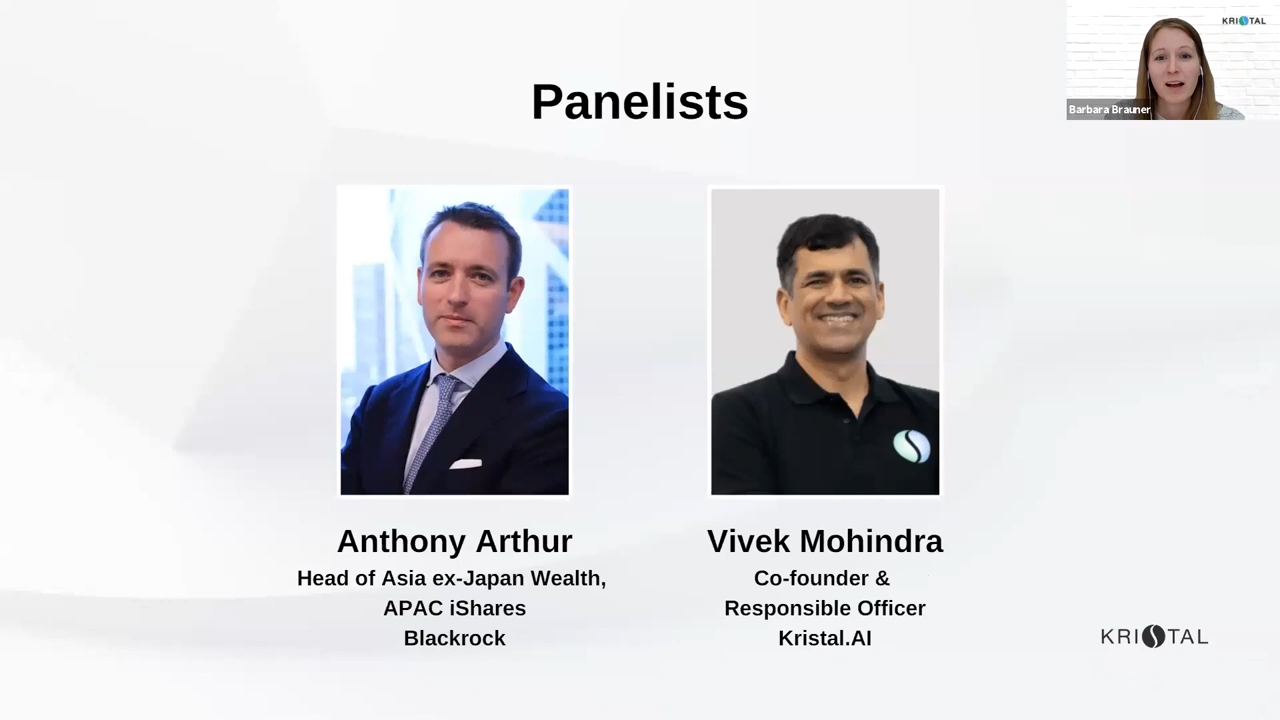 KRISTAL
Barbara Brauner
Panelists
Anthony Arthur
Head of Asia ex-Japan Wealth,
APAC iShares
Blackrock
Vivek Mohindra
Co-founder &
Responsible Officer
Kristal.AI
KRISTAL